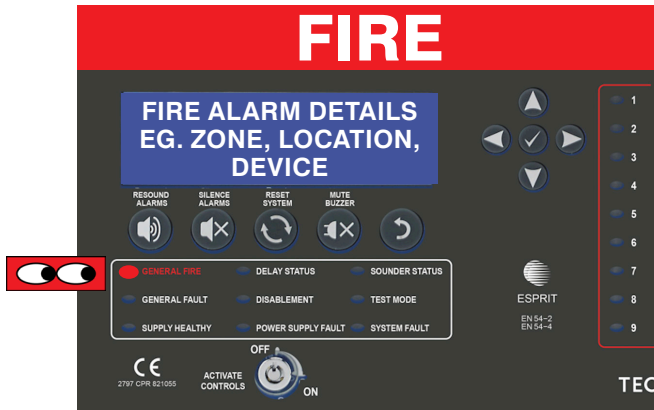 FIRE
FIRE ALARM DETAILS
EG. ZONE, LOCATION,
DEVICE
RESOUND
ALARMS
SILENCE
ALARMS
RESET
SYSTEM
MUTE
BUZZER
GENERAL FIRE
DELAY STATUS
SOUNDER STATUS
GENERAL FAULT
DISABLEMENT
TEST MODE
SUPPLY HEALTHY
POWER SUPPLY FAULT
SYSTEM FAULT
CE
2797 CPR 821055
ACTIVATE
CONTROLS
OFF
ON
ESPRIT
EN 54-2
EN 54-4
1
2
3
4
5
6
7
8
9
TEC